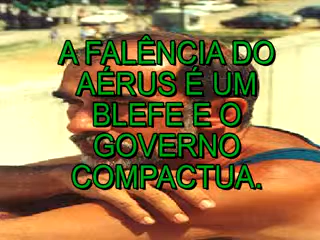 A FALÊNCIA DO
AÉRUS É UM
BLEFE E O
GOVERNO
COMPACTUA.